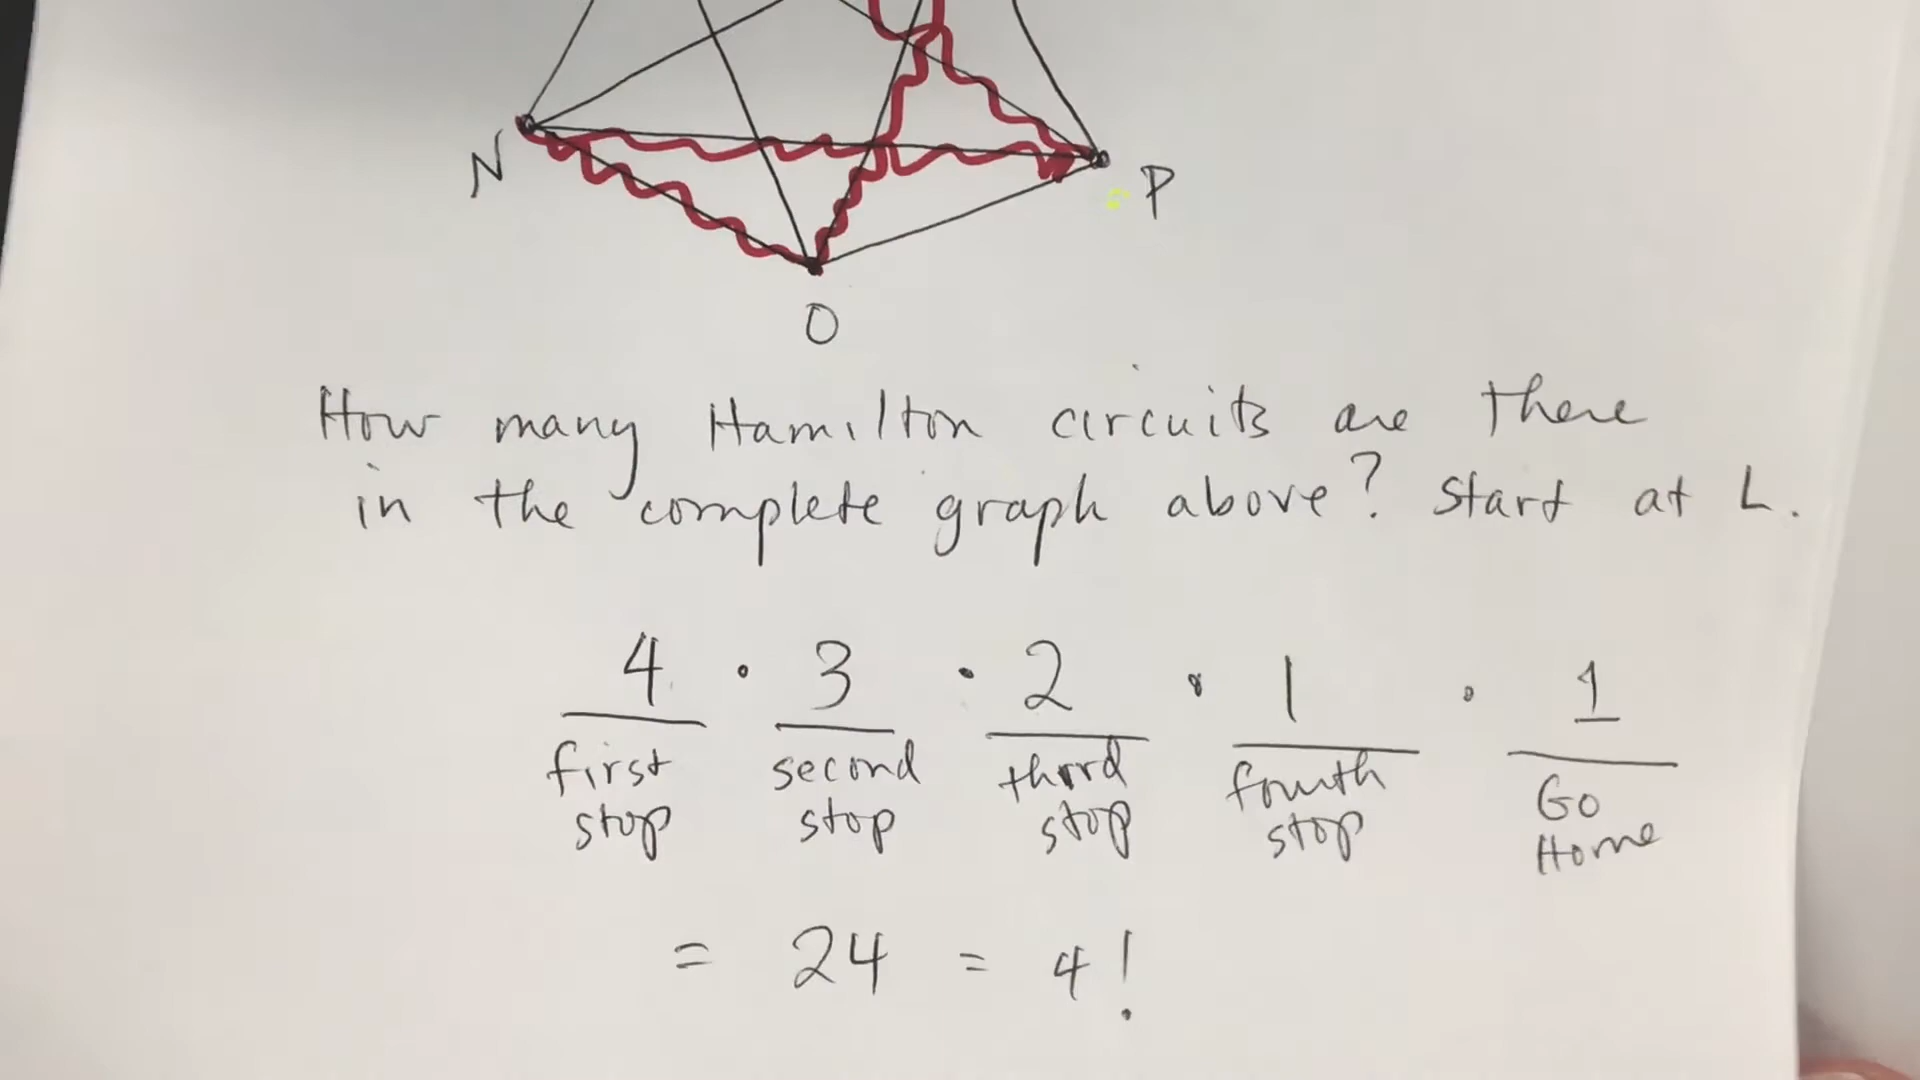 N
P
O
How many Hamilton circuits are there
in the complete graph above? Start at L.
4 · 3 · 2 · 1 · 1
first stop second stop third stop fourth stop Go Home
= 24 = 4!